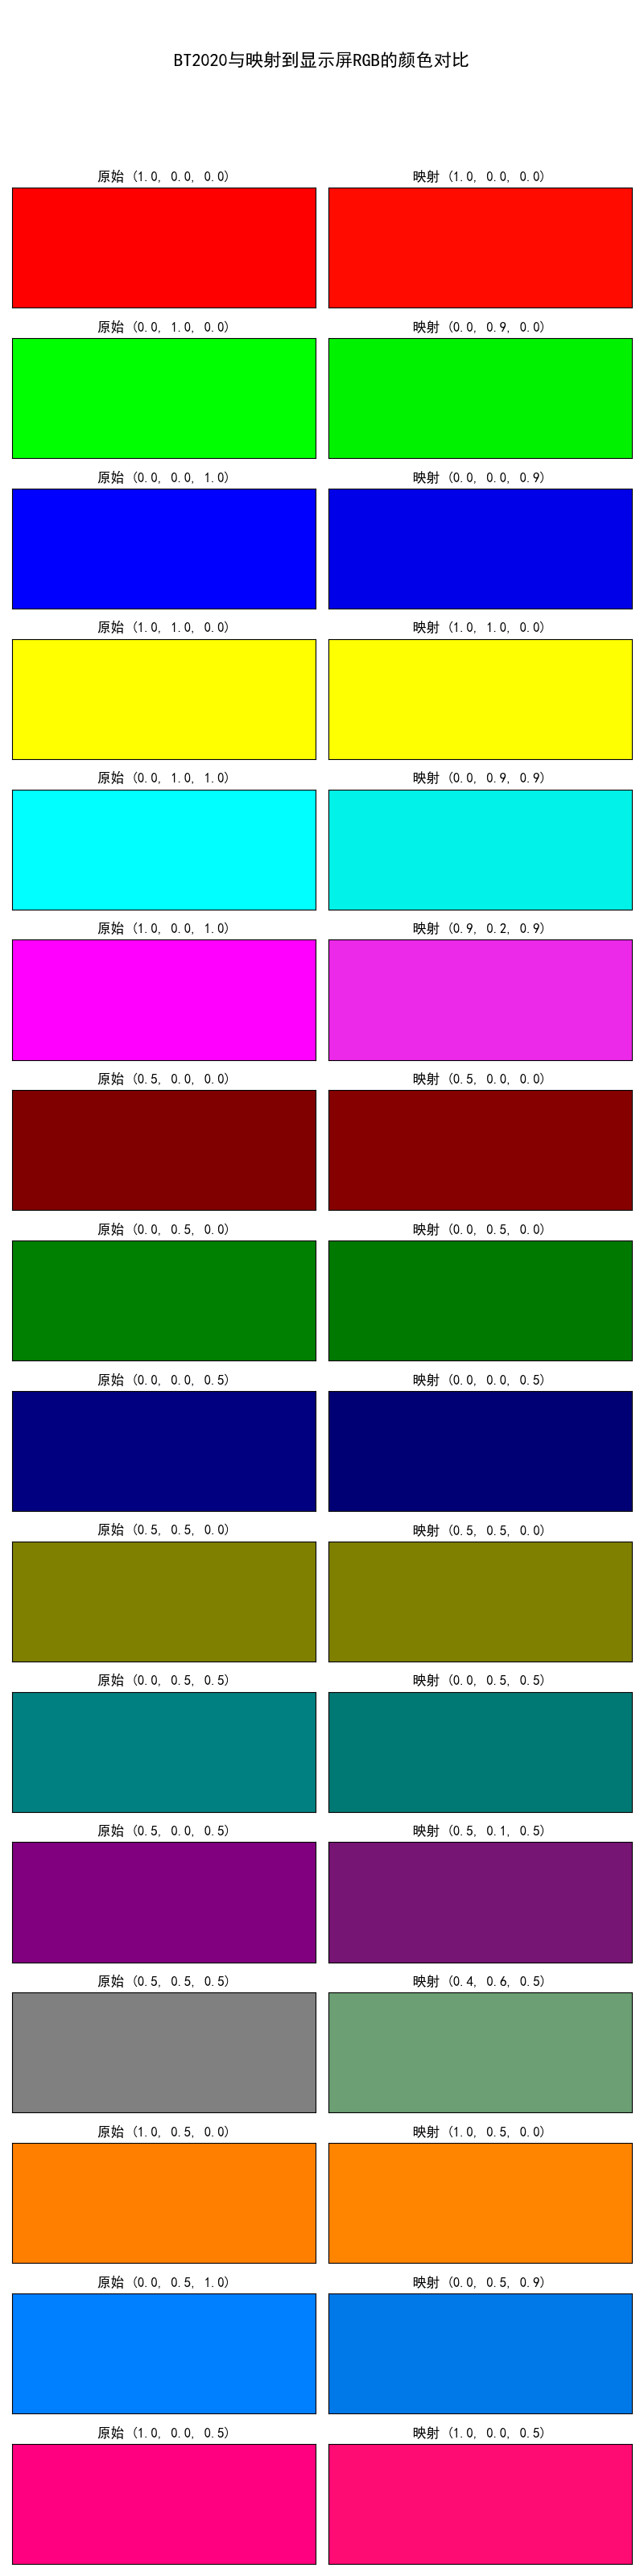 BT2020与映射到显示屏RGB的颜色对比
原始 (1.0, 0.0, 0.0) 映射 (1.0, 0.0, 0.0)
原始 (0.0, 1.0, 0.0) 映射 (0.0, 0.9, 0.0)
原始 (0.0, 0.0, 1.0) 映射 (0.0, 0.0, 0.9)
原始 (1.0, 1.0, 0.0) 映射 (1.0, 1.0, 0.0)
原始 (0.0, 1.0, 1.0) 映射 (0.0, 0.9, 0.9)
原始 (1.0, 0.0, 1.0) 映射 (0.9, 0.2, 0.9)
原始 (0.5, 0.0, 0.0) 映射 (0.5, 0.0, 0.0)
原始 (0.0, 0.5, 0.0) 映射 (0.0, 0.5, 0.0)
原始 (0.0, 0.0, 0.5) 映射 (0.0, 0.0, 0.5)
原始 (0.5, 0.5, 0.0) 映射 (0.5, 0.5, 0.0)
原始 (0.0, 0.5, 0.5) 映射 (0.0, 0.5, 0.5)
原始 (0.5, 0.0, 0.5) 映射 (0.5, 0.1, 0.5)
原始 (0.5, 0.5, 0.5) 映射 (0.4, 0.6, 0.5)
原始 (1.0, 0.5, 0.0) 映射 (1.0, 0.5, 0.0)
原始 (0.0, 0.5, 1.0) 映射 (0.0, 0.5, 0.9)
原始 (1.0, 0.0, 0.5) 映射 (1.0, 0.0, 0.5)